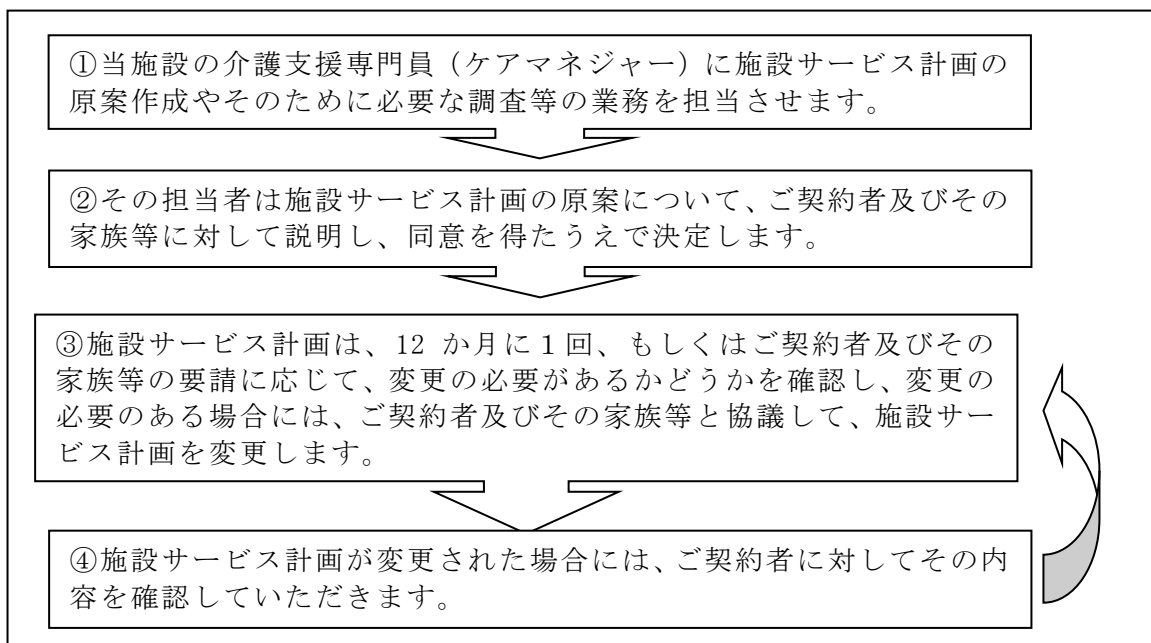 ①当施設の介護支援専門員（ケアマネジャー）に施設サービス計画の
原案作成やそのために必要な調査等の業務を担当させます。
②その担当者は施設サービス計画の原案について、ご契約者及びその
家族等に対して説明し、同意を得たうえで決定します。
③施設サービス計画は、12 か月に１回、もしくはご契約者及びその
家族等の要請に応じて、変更の必要があるかどうかを確認し、変更の
必要のある場合には、ご契約者及びその家族等と協議して、施設サー
ビス計画を変更します。
④施設サービス計画が変更された場合には、ご契約者に対してその内
容を確認していただきます。